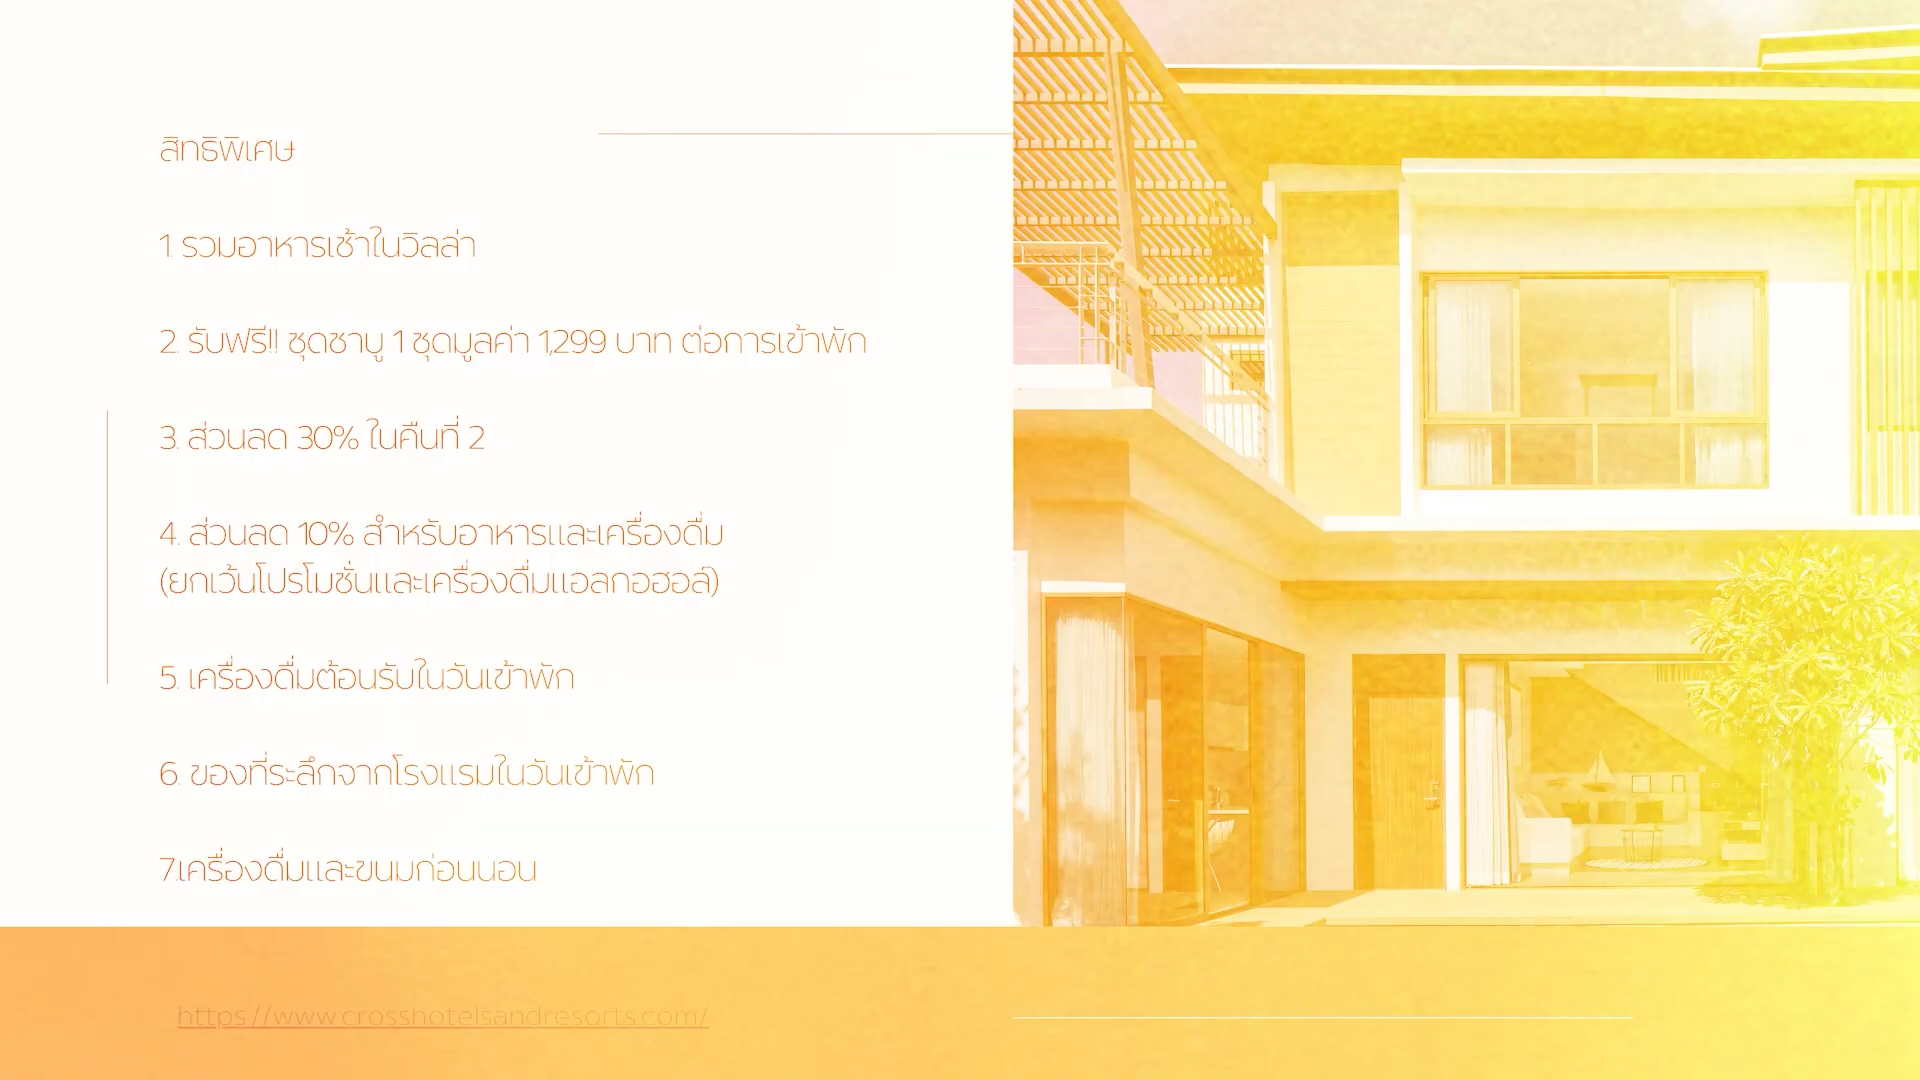 สิทธิพิเศษ
1. รวมอาหารเช้าในวิลล่า
2. รับฟรี!! ชุดชาบู 1 ชุดมูลค่า 1,299 บาท ต่อการเข้าพัก
3. ส่วนลด 30% ในคืนที่ 2
4. ส่วนลด 10% สำหรับอาหารและเครื่องดื่ม
(ยกเว้นโปรโมชั่นและเครื่องดื่มแอลกอฮอล์)
5. เครื่องดื่มต้อนรับในวันเข้าพัก
6. ของที่ระลึกจากโรงแรมในวันเข้าพัก
7.เครื่องดื่มและขนมก่อนนอน
https://www.crosshotelsandresorts.com/